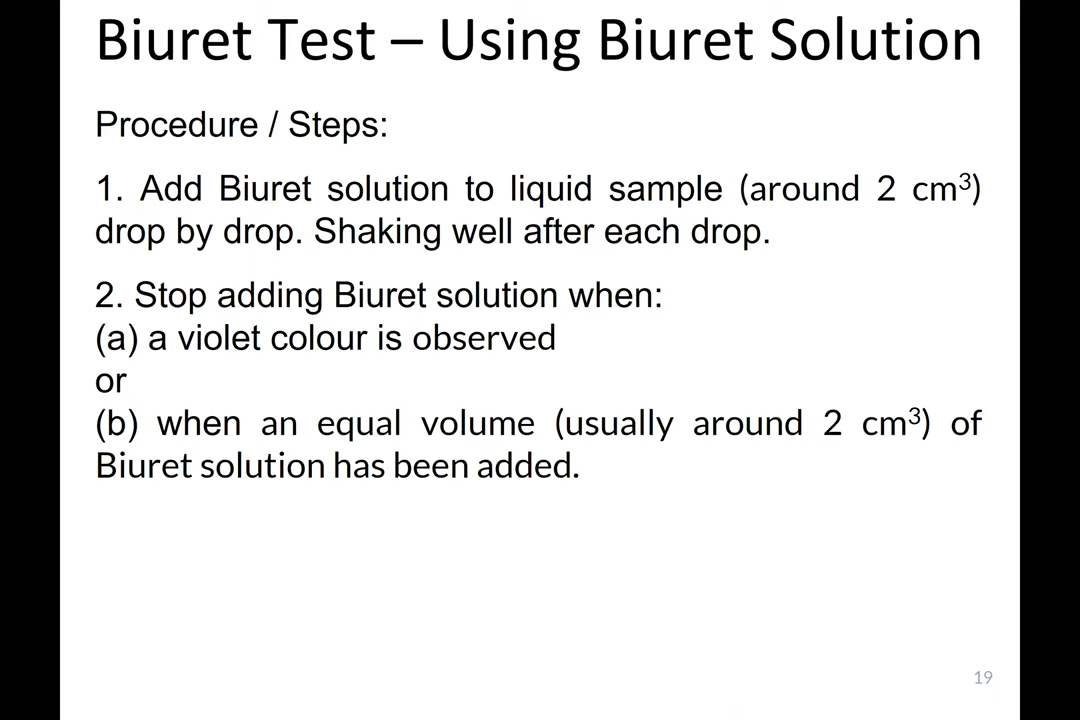 Biuret Test – Using Biuret Solution
Procedure / Steps:
1. Add Biuret solution to liquid sample (around 2 cm³)
drop by drop. Shaking well after each drop.
2. Stop adding Biuret solution when:
(a) a violet colour is observed
or
(b) when an equal volume (usually around 2 cm³) of
Biuret solution has been added.
19